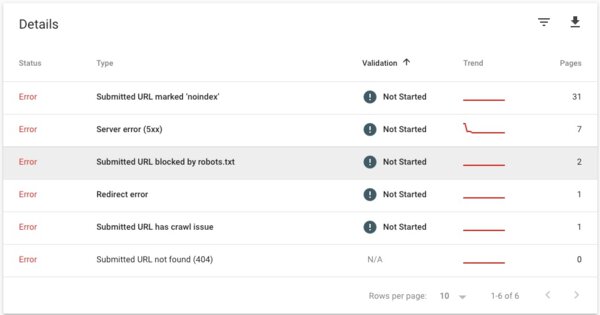 Details
Status Type Validation Trend Pages
Error Submitted URL marked 'noindex' Not Started 31
Error Server error (5xx) Not Started 7
Error Submitted URL blocked by robots.txt Not Started 2
Error Redirect error Not Started 1
Error Submitted URL has crawl issue Not Started 1
Error Submitted URL not found (404) N/A 0
Rows per page: 10 1-6 of 6